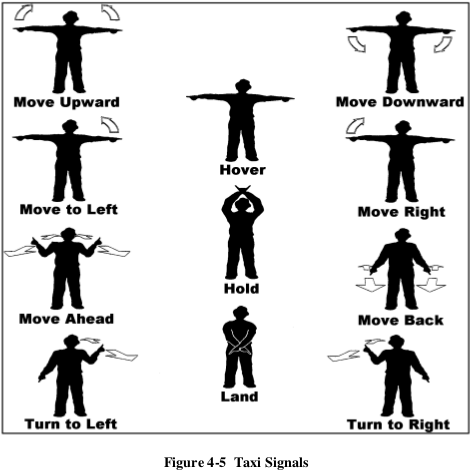 Move Upward
Move Downward
Hover
Move to Left
Move Right
Hold
Move Ahead
Move Back
Land
Turn to Left
Turn to Right
Figure 4-5 Taxi Signals